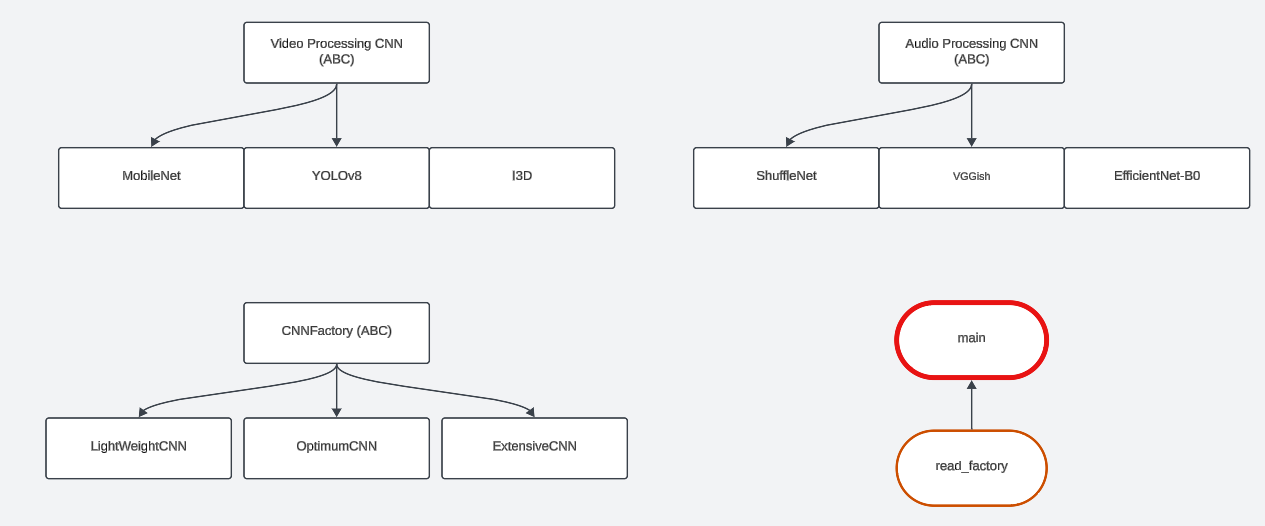 Video Processing CNN
(ABC)
Audio Processing CNN
(ABC)
MobileNet
YOLOv8
I3D
ShuffleNet
VGGish
EfficientNet-B0
CNNFactory (ABC)
main
LightWeightCNN
OptimumCNN
ExtensiveCNN
read_factory